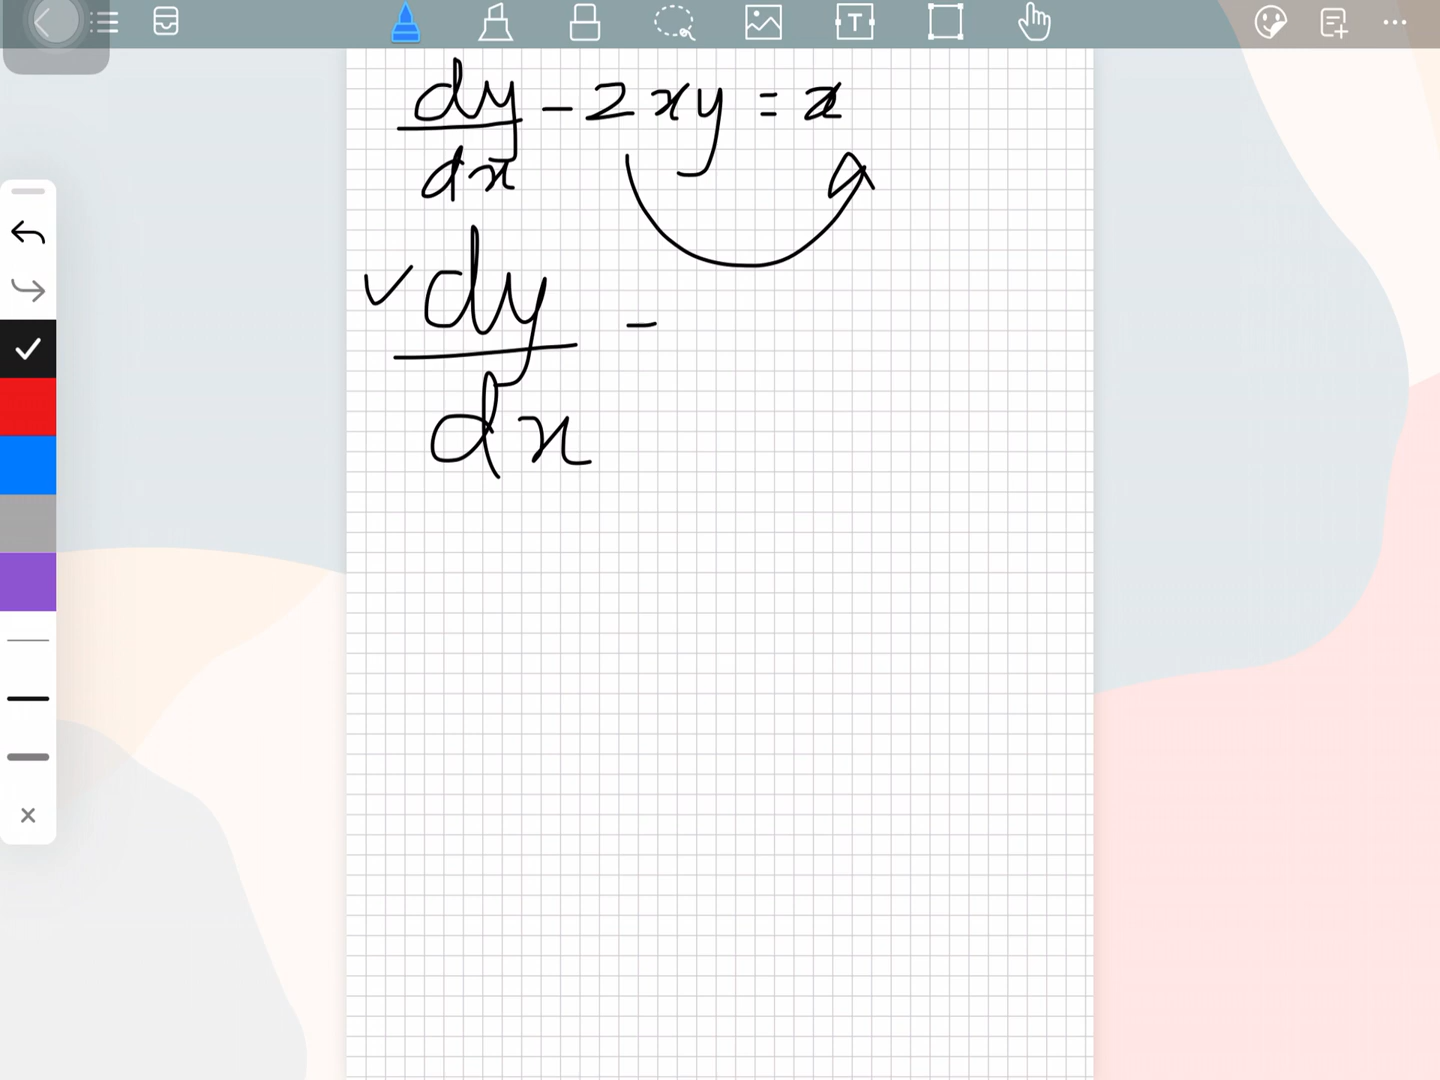 dy/dx - 2xy = x
✓ dy/dx -
T